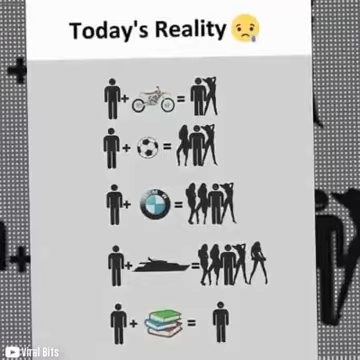 Today's Reality 😢
+ =
+ =
+ =
+ =
+ =
Viral Bits